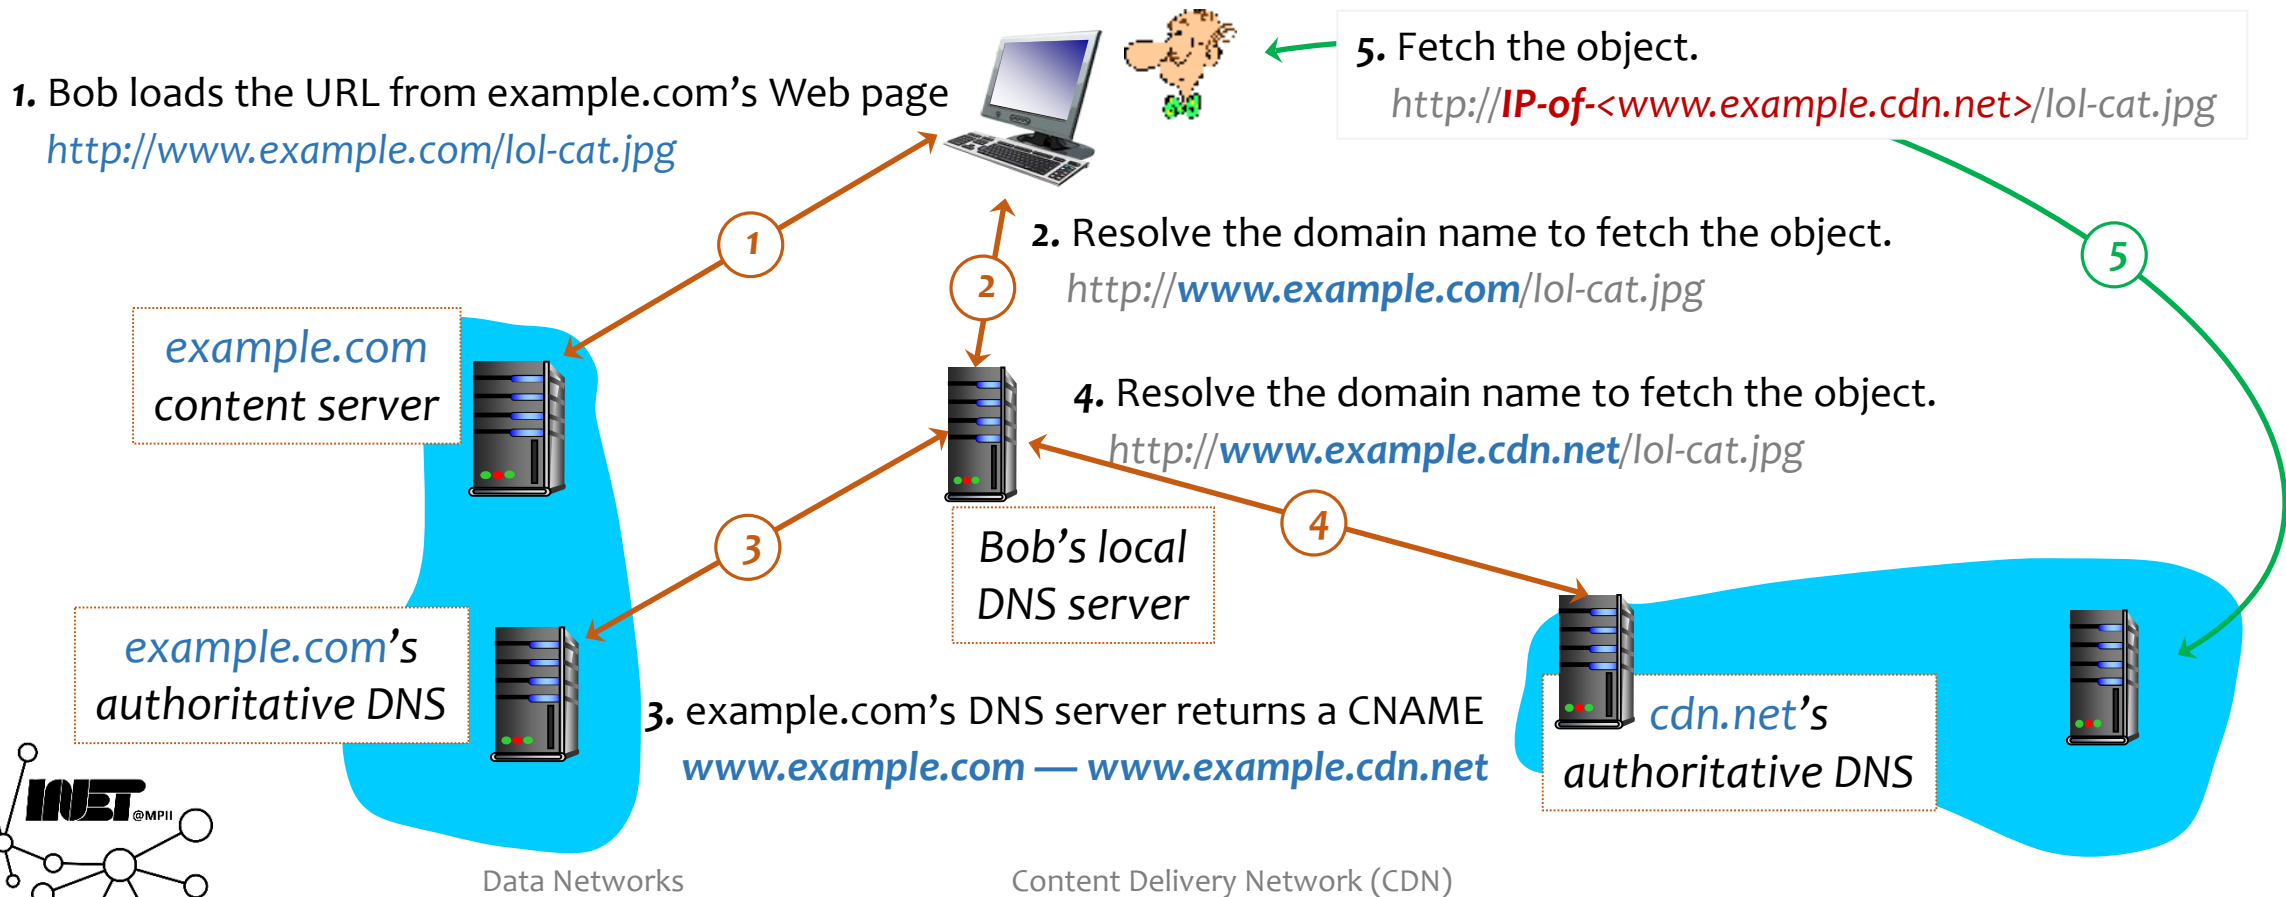 1. Bob loads the URL from example.com’s Web page
http://www.example.com/lol-cat.jpg
5. Fetch the object.
http://IP-of-<www.example.cdn.net>/lol-cat.jpg
1
2. Resolve the domain name to fetch the object.
http://www.example.com/lol-cat.jpg
2
5
example.com
content server
4. Resolve the domain name to fetch the object.
http://www.example.cdn.net/lol-cat.jpg
3
4
Bob’s local
DNS server
example.com’s
authoritative DNS
3. example.com’s DNS server returns a CNAME
www.example.com — www.example.cdn.net
cdn.net’s
authoritative DNS
INET @MPII
Data Networks
Content Delivery Network (CDN)